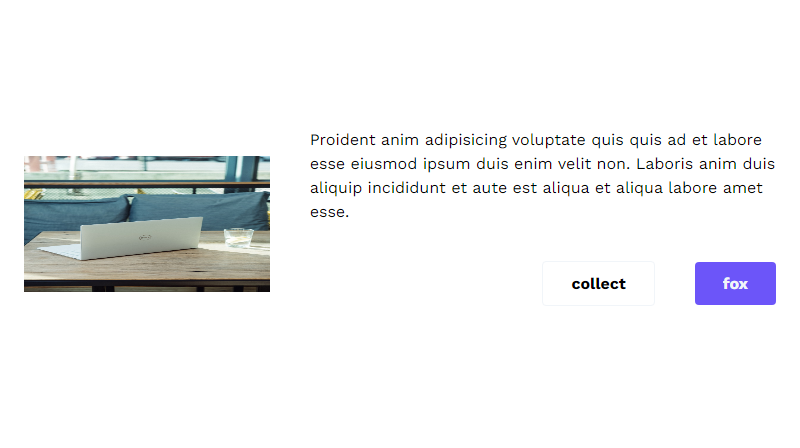 Proident anim adipisicing voluptate quis quis ad et labore
esse eiusmod ipsum duis enim velit non. Laboris anim duis
aliquip incididunt et aute est aliqua et aliqua labore amet
esse.
collect
fox